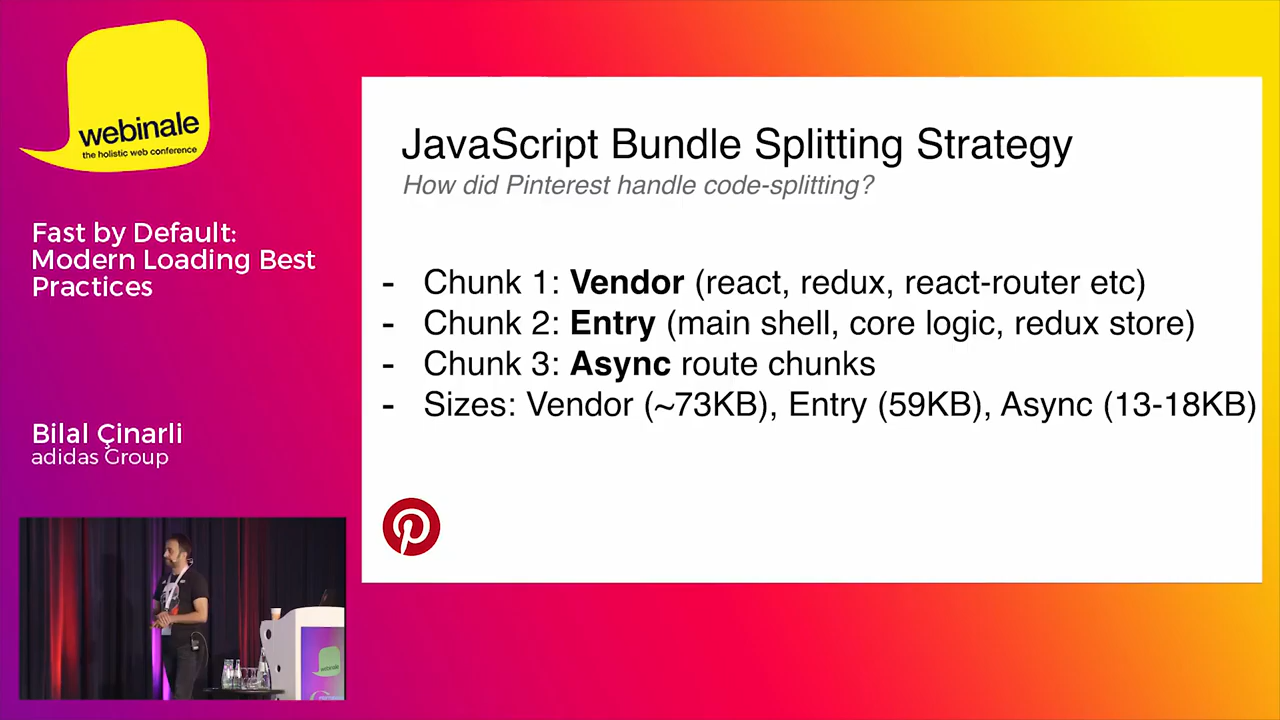 webinale
the holistic web conference
Fast by Default:
Modern Loading Best
Practices
Bilal Çinarli
adidas Group
JavaScript Bundle Splitting Strategy
How did Pinterest handle code-splitting?
- Chunk 1: Vendor (react, redux, react-router etc)
- Chunk 2: Entry (main shell, core logic, redux store)
- Chunk 3: Async route chunks
- Sizes: Vendor (~73KB), Entry (59KB), Async (13-18KB)